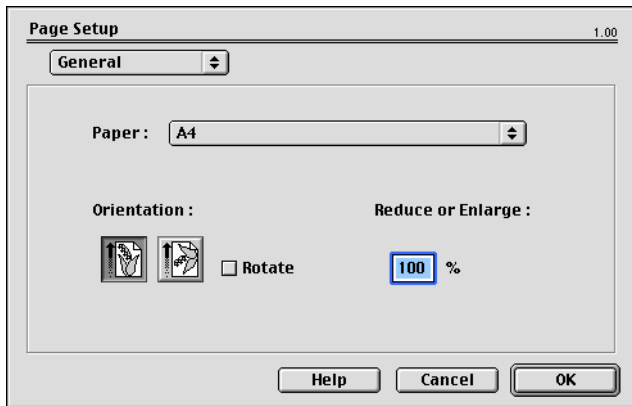 Page Setup 1.00
General
Paper : A4
Orientation : Reduce or Enlarge :
Rotate 100 %
Help Cancel OK